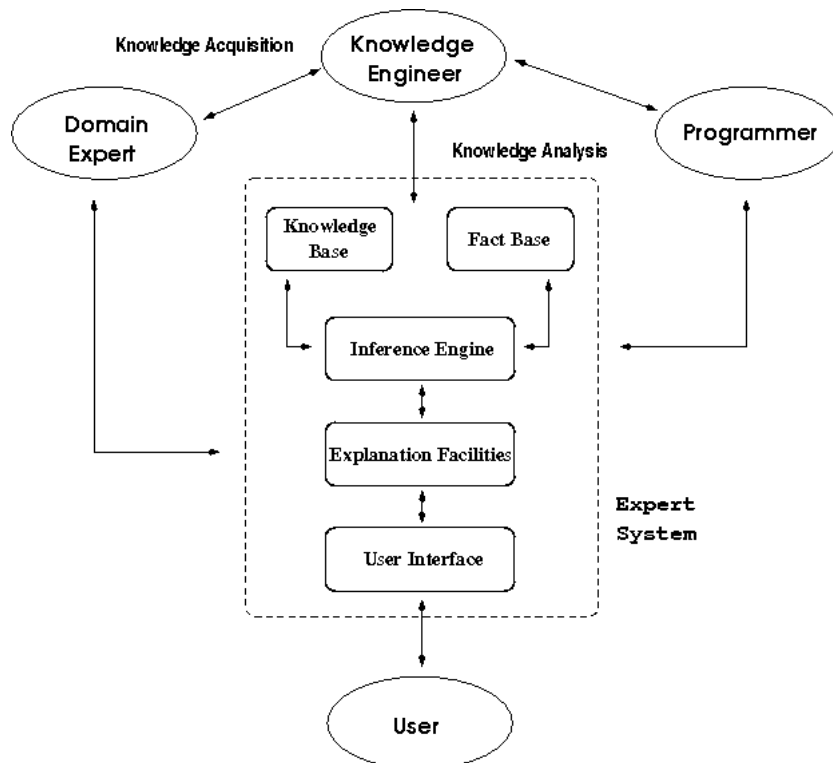 Knowledge Acquisition
Knowledge
Engineer
Domain
Expert
Programmer
Knowledge Analysis
Knowledge
Base
Fact Base
Inference Engine
Explanation Facilities
Expert
System
User Interface
User